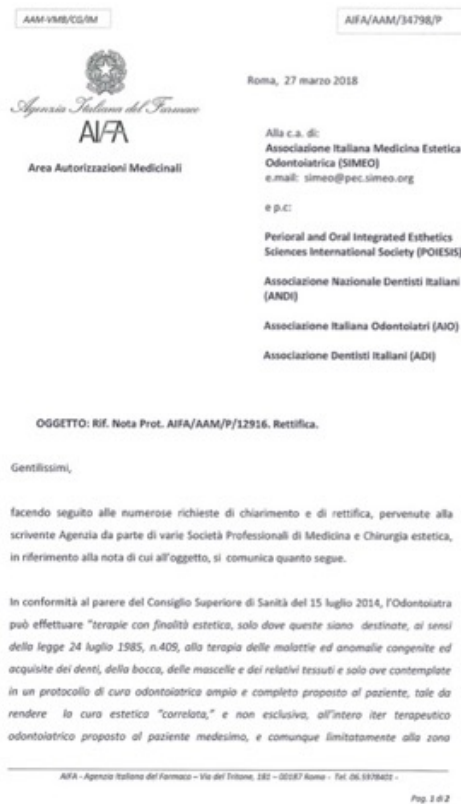 AAM-VMB/CG/IM
AIFA/AAM/34798/P
Agenzia Italiana del Farmaco
AIFA
Area Autorizzazioni Medicinali
Roma, 27 marzo 2018
Alla c.a. di:
Associazione Italiana Medicina Estetica
Odontoiatrica (SIMEO)
e.mail: simeo@pec.simeo.org
e p.c:
Perioral and Oral Integrated Esthetics
Sciences International Society (POIESIS)
Associazione Nazionale Dentisti Italiani
(ANDI)
Associazione Italiana Odontoiatri (AIO)
Associazione Dentisti Italiani (ADI)
OGGETTO: Rif. Nota Prot. AIFA/AAM/P/12916. Rettifica.
Gentilissimi,
facendo seguito alle numerose richieste di chiarimento e di rettifica, pervenute alla
scrivente Agenzia da parte di varie Società Professionali di Medicina e Chirurgia estetica,
in riferimento alla nota di cui all'oggetto, si comunica quanto segue.
In conformità al parere del Consiglio Superiore di Sanità del 15 luglio 2014, l'Odontoiatra
può effettuare "terapie con finalità estetica, solo dove queste siano destinate, ai sensi
della legge 24 luglio 1985, n.409, alla terapia delle malattie ed anomalie congenite ed
acquisite dei denti, della bocca, delle mascelle e dei relativi tessuti e solo ove contemplate
in un protocollo di cura odontoiatrica ampio e completo proposto al paziente, tale da
rendere la cura estetica "correlata," e non esclusiva, all'intero iter terapeutico
odontoiatrico proposto al paziente medesimo, e comunque limitatamente alla zona
AIFA - Agenzia Italiana del Farmaco – Via del Tritone, 181 – 00187 Roma - Tel. 06.5978401 -
Pag. 1 di 2